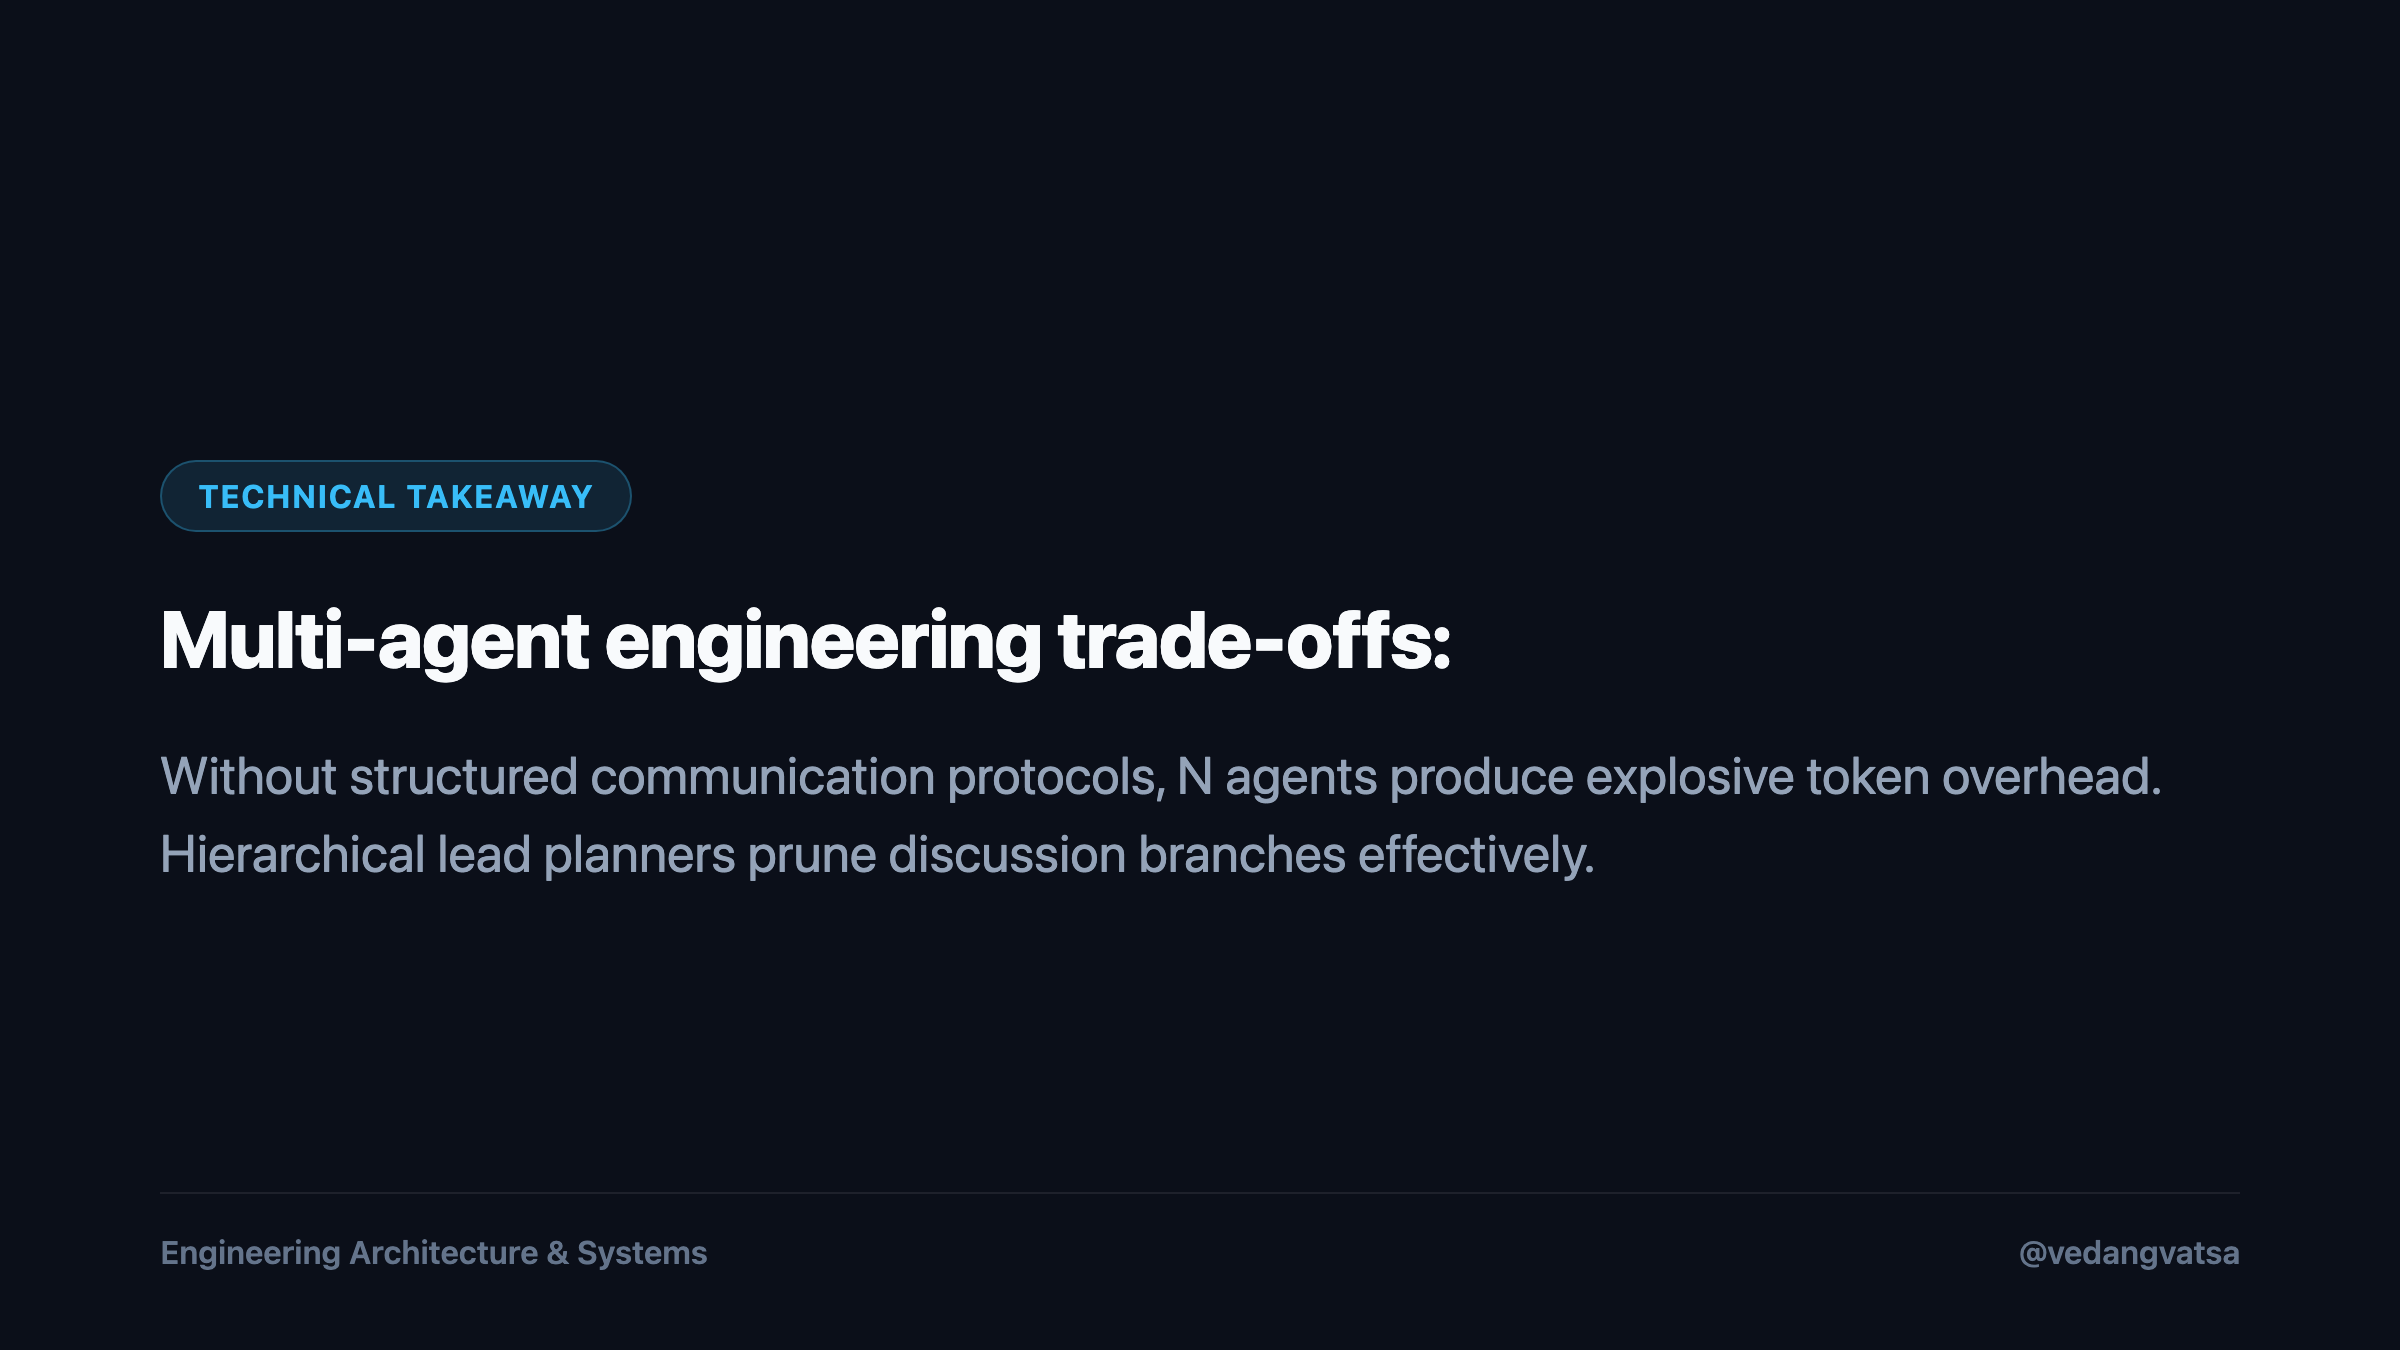 TECHNICAL TAKEAWAY
Multi-agent engineering trade-offs:
Without structured communication protocols, N agents produce explosive token overhead.
Hierarchical lead planners prune discussion branches effectively.
Engineering Architecture & Systems
@vedangvatsa